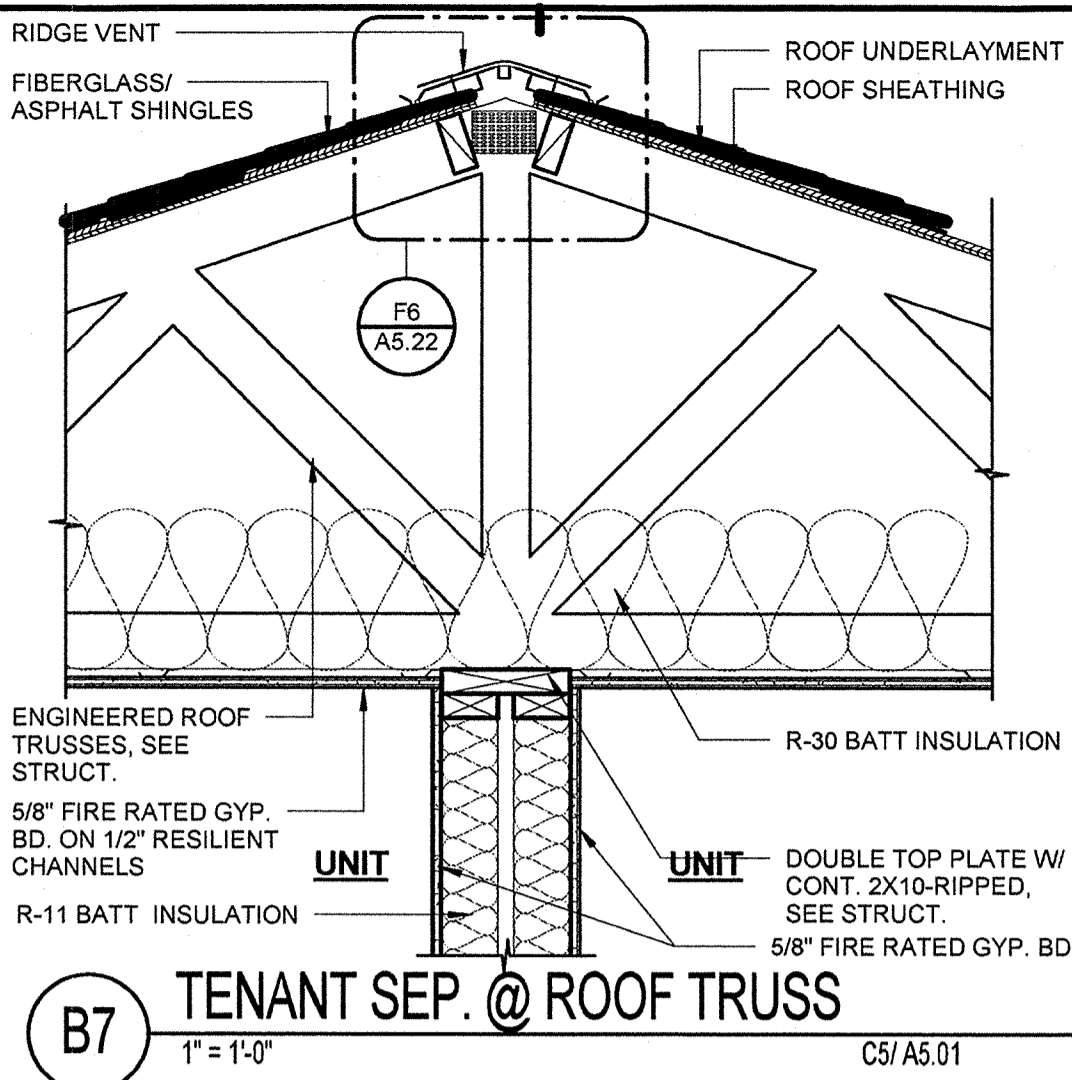 RIDGE VENT
FIBERGLASS/
ASPHALT SHINGLES
ROOF UNDERLAYMENT
ROOF SHEATHING
F6
A5.22
ENGINEERED ROOF
TRUSSES, SEE
STRUCT.
5/8" FIRE RATED GYP.
BD. ON 1/2" RESILIENT
CHANNELS
R-11 BATT INSULATION
UNIT
UNIT
R-30 BATT INSULATION
DOUBLE TOP PLATE W/
CONT. 2X10-RIPPED,
SEE STRUCT.
5/8" FIRE RATED GYP. BD
B7
TENANT SEP. @ ROOF TRUSS
1" = 1'-0"
C5/ A5.01